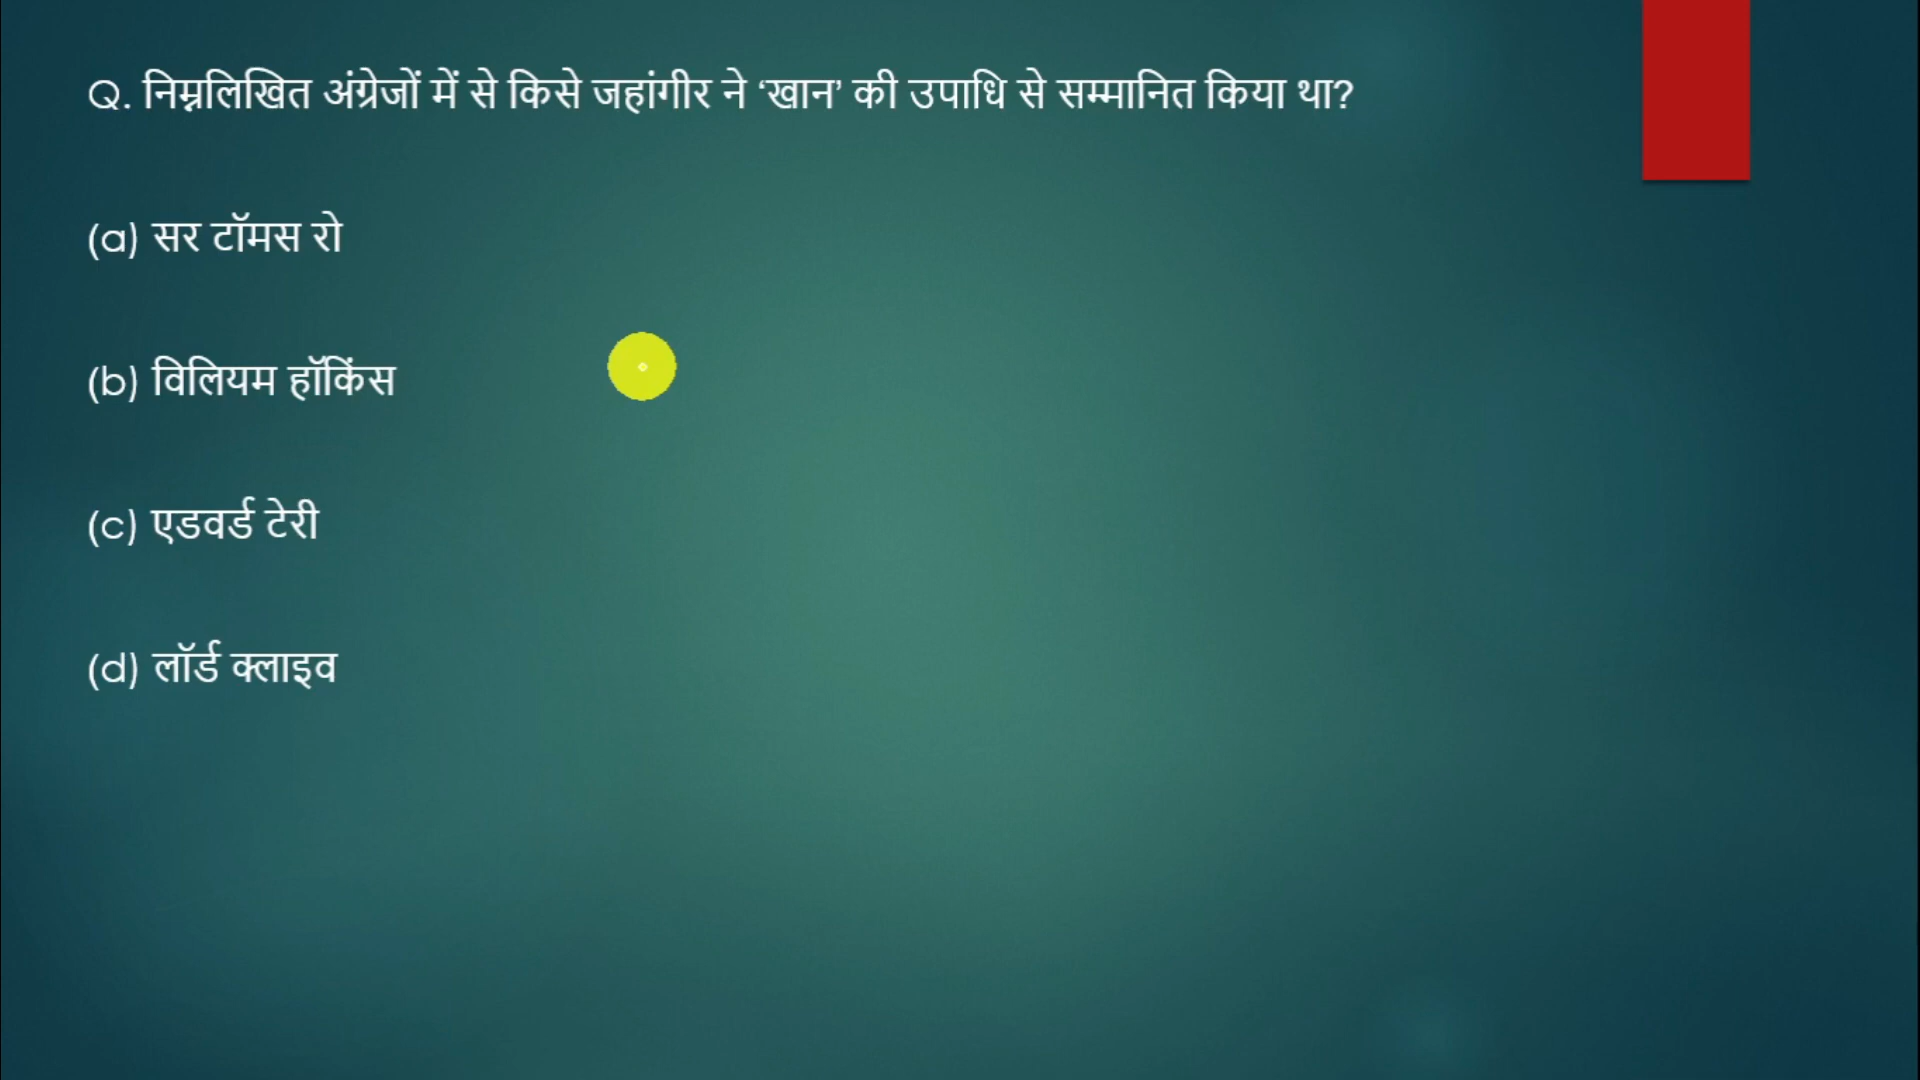 Q. निम्नलिखित अंग्रेजों में से किसे जहांगीर ने ‘खान’ की उपाधि से सम्मानित किया था?
(a) सर टॉमस रो
(b) विलियम हॉकिंस
(c) एडवर्ड टेरी
(d) लॉर्ड क्लाइव